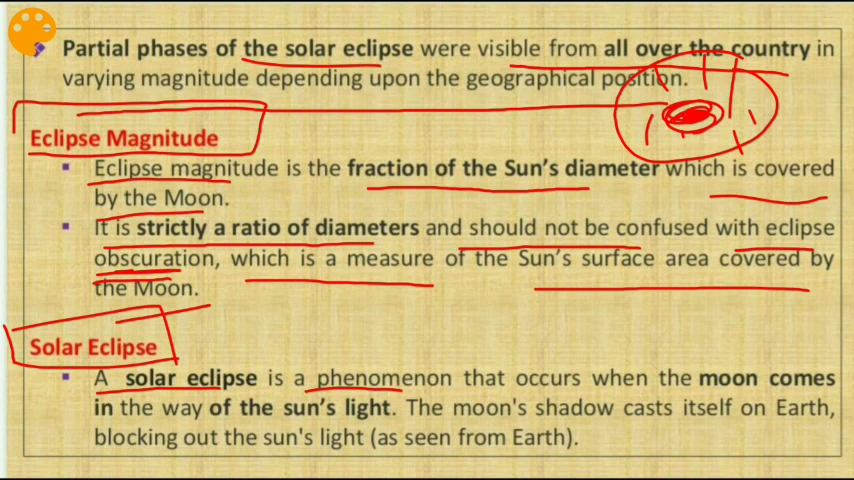 Partial phases of the solar eclipse were visible from all over the country in
varying magnitude depending upon the geographical position.
Eclipse Magnitude
Eclipse magnitude is the fraction of the Sun's diameter which is covered
by the Moon.
It is strictly a ratio of diameters and should not be confused with eclipse
obscuration, which is a measure of the Sun's surface area covered by
the Moon.
Solar Eclipse
A solar eclipse is a phenomenon that occurs when the moon comes
in the way of the sun's light. The moon's shadow casts itself on Earth,
blocking out the sun's light (as seen from Earth).